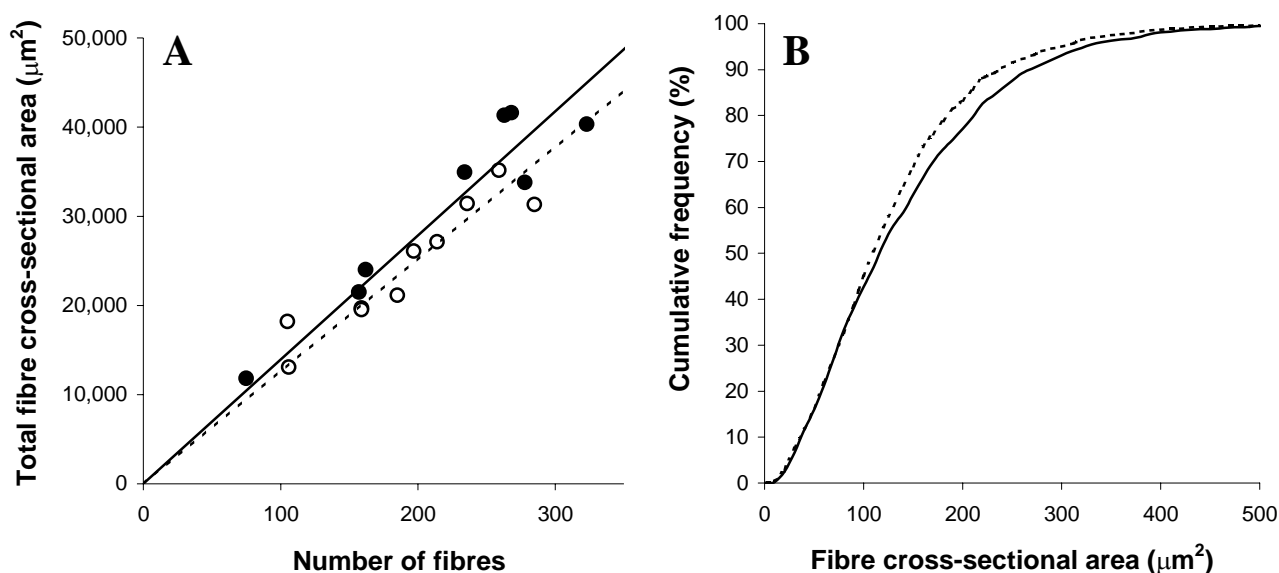 A
Total fibre cross-sectional area (μm²)
50,000
40,000
30,000
20,000
10,000
0
0 100 200 300
Number of fibres
B
Cumulative frequency (%)
100
90
80
70
60
50
40
30
20
10
0
0 100 200 300 400 500
Fibre cross-sectional area (μm²)